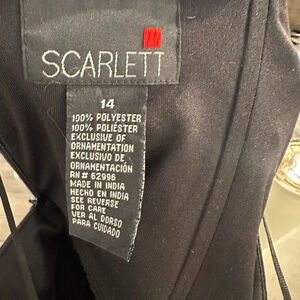 SCARLETT
14
100% POLYESTER
100% POLIÉSTER
EXCLUSIVE OF
ORNAMENTATION
EXCLUSIVO DE
ORNAMENTACIÓN
RN # 62996
MADE IN INDIA
HECHO EN INDIA
SEE REVERSE
FOR CARE
VER AL DORSO
PARA CUIDADO